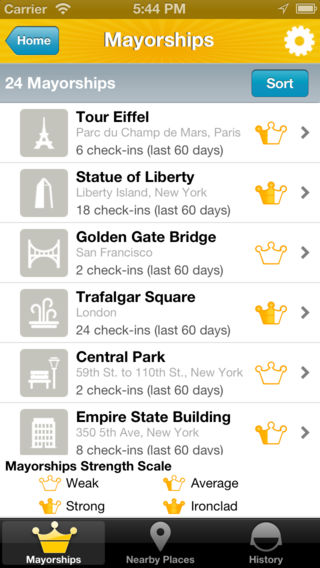 Carrier 5:44 PM
Home Mayorships
24 Mayorships Sort
Tour Eiffel
Parc du Champ de Mars, Paris
6 check-ins (last 60 days)
Statue of Liberty
Liberty Island, New York
18 check-ins (last 60 days)
Golden Gate Bridge
San Francisco
2 check-ins (last 60 days)
Trafalgar Square
London
24 check-ins (last 60 days)
Central Park
59th St. to 110th St., New York
2 check-ins (last 60 days)
Empire State Building
350 5th Ave, New York
8 check-ins (last 60 days)
Mayorships Strength Scale
Weak Average
Strong Ironclad
Mayorships Nearby Places History